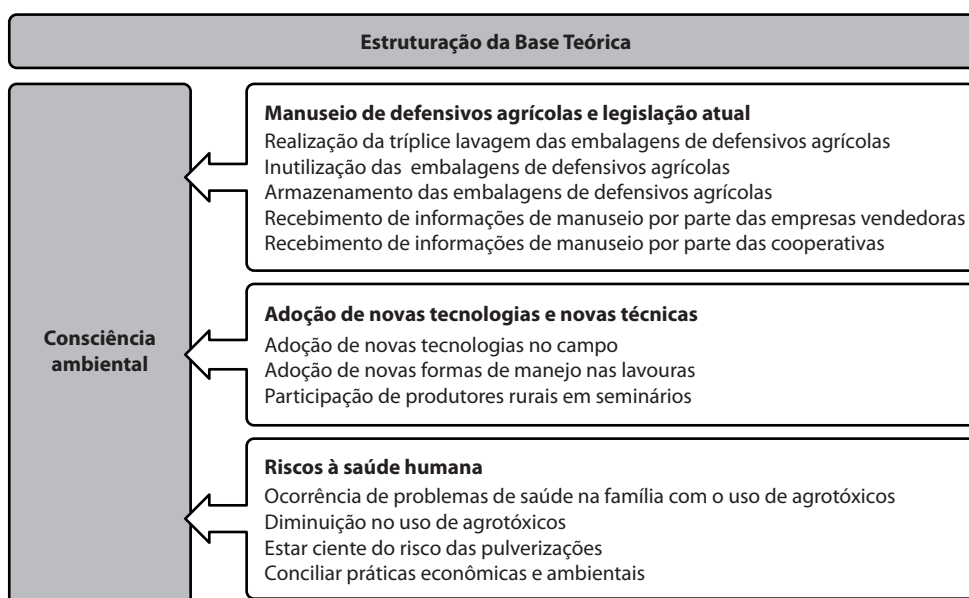 Estruturação da Base Teórica
Consciência
ambiental
Manuseio de defensivos agrícolas e legislação atual
Realização da tríplice lavagem das embalagens de defensivos agrícolas
Inutilização das embalagens de defensivos agrícolas
Armazenamento das embalagens de defensivos agrícolas
Recebimento de informações de manuseio por parte das empresas vendedoras
Recebimento de informações de manuseio por parte das cooperativas
Adoção de novas tecnologias e novas técnicas
Adoção de novas tecnologias no campo
Adoção de novas formas de manejo nas lavouras
Participação de produtores rurais em seminários
Riscos à saúde humana
Ocorrência de problemas de saúde na família com o uso de agrotóxicos
Diminuição no uso de agrotóxicos
Estar ciente do risco das pulverizações
Conciliar práticas econômicas e ambientais